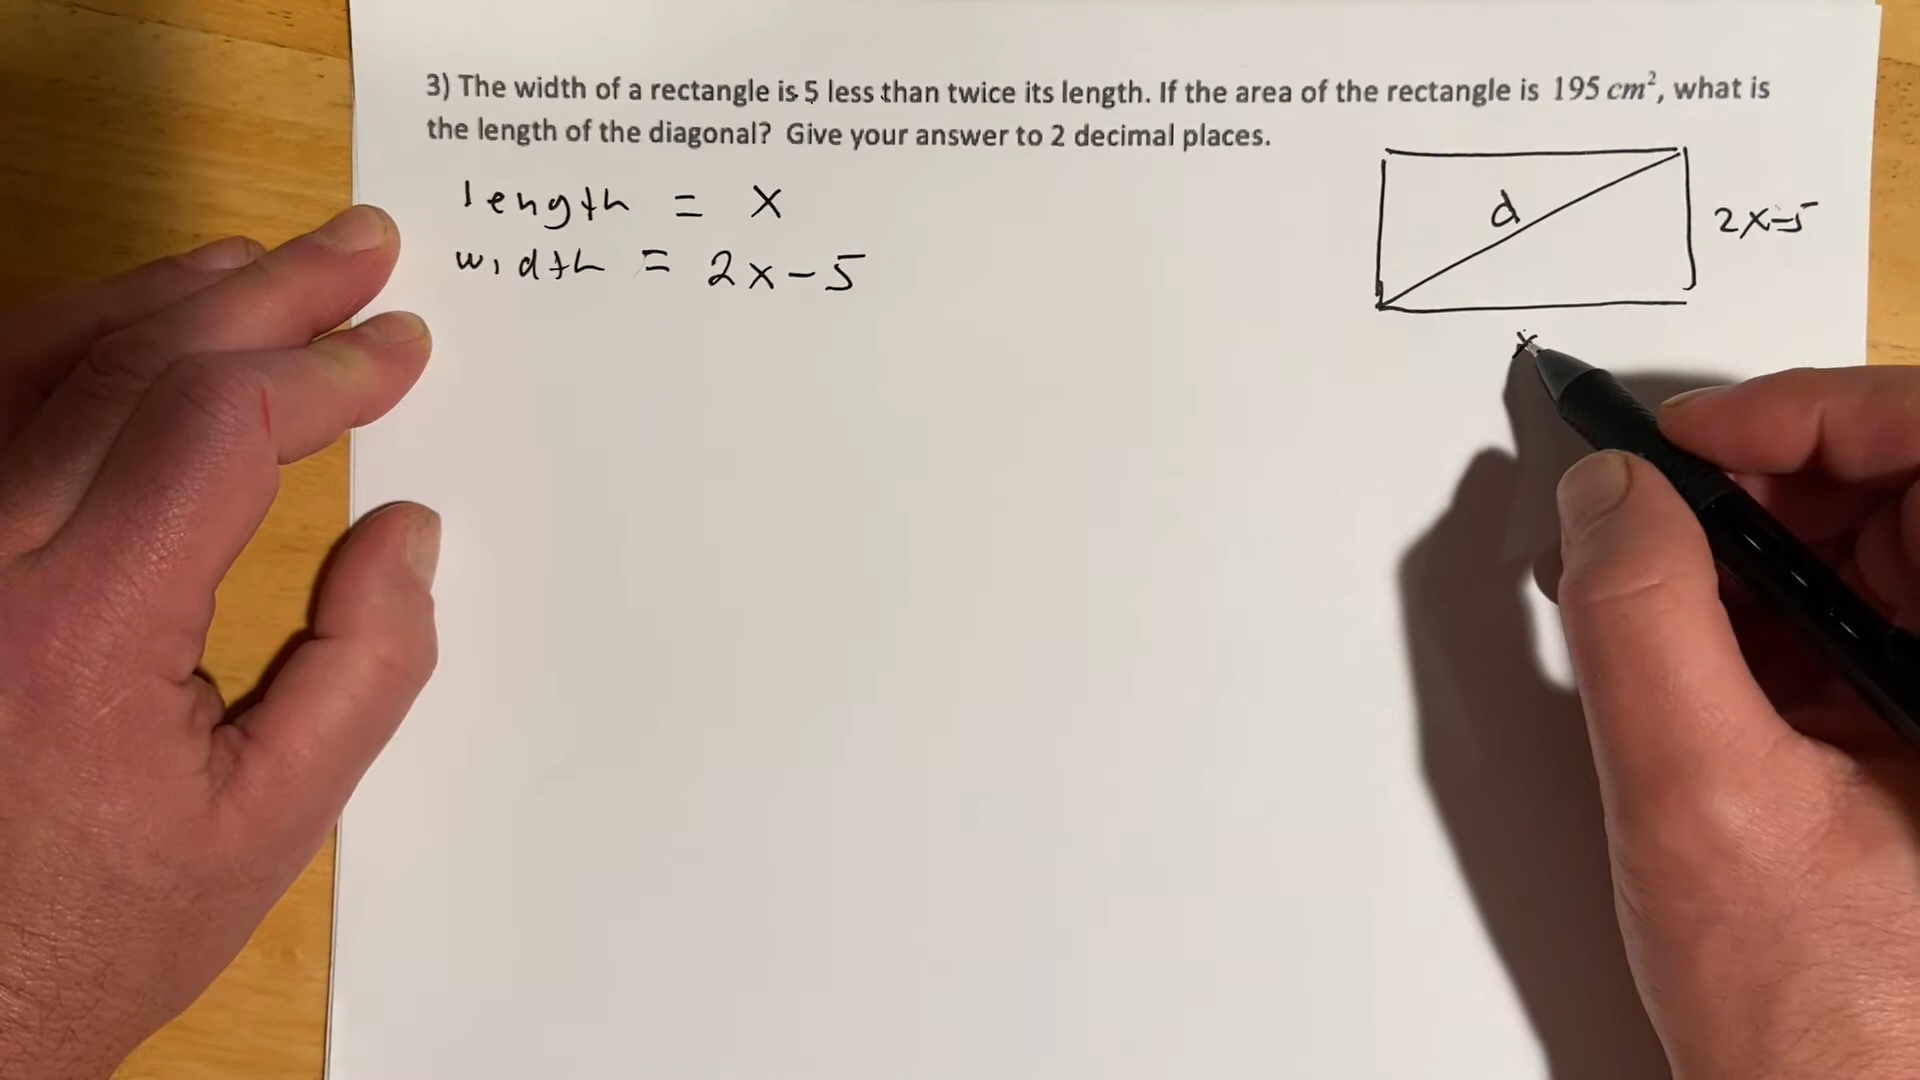 3) The width of a rectangle is 5 less than twice its length. If the area of the rectangle is 195 cm², what is
the length of the diagonal? Give your answer to 2 decimal places.
length = x
width = 2x-5
d
2x-5
x